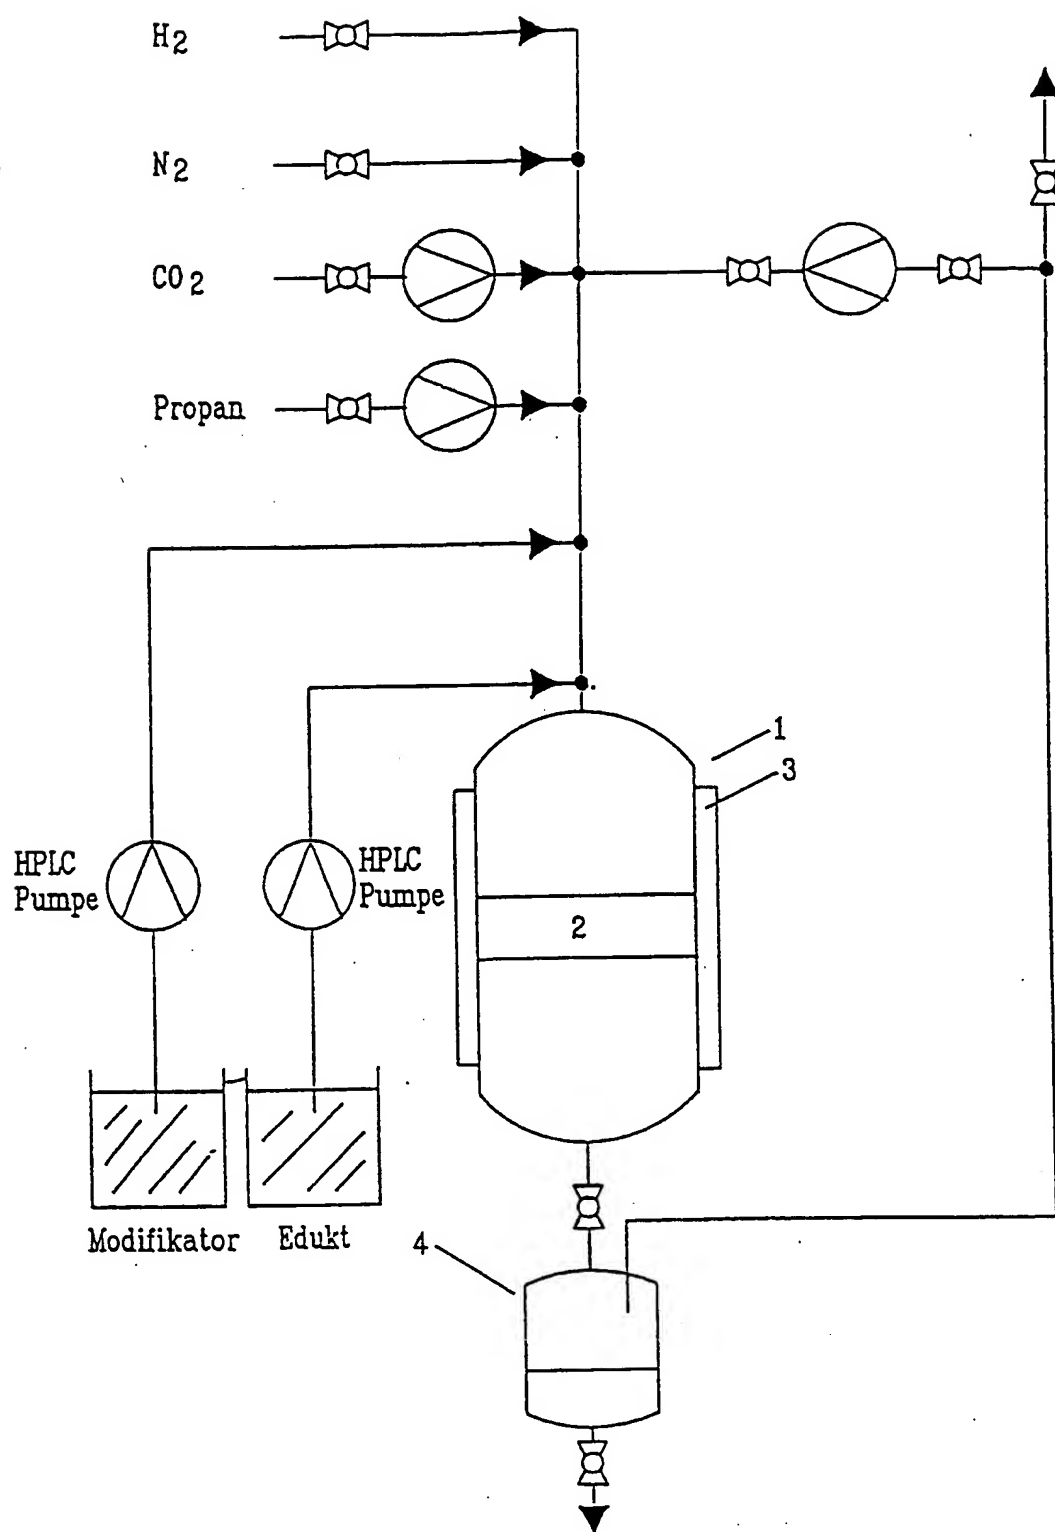 H2
N2
CO2
Propan
1
3
HPLC
Pumpe
HPLC
Pumpe
2
Modifikator
Edukt
4